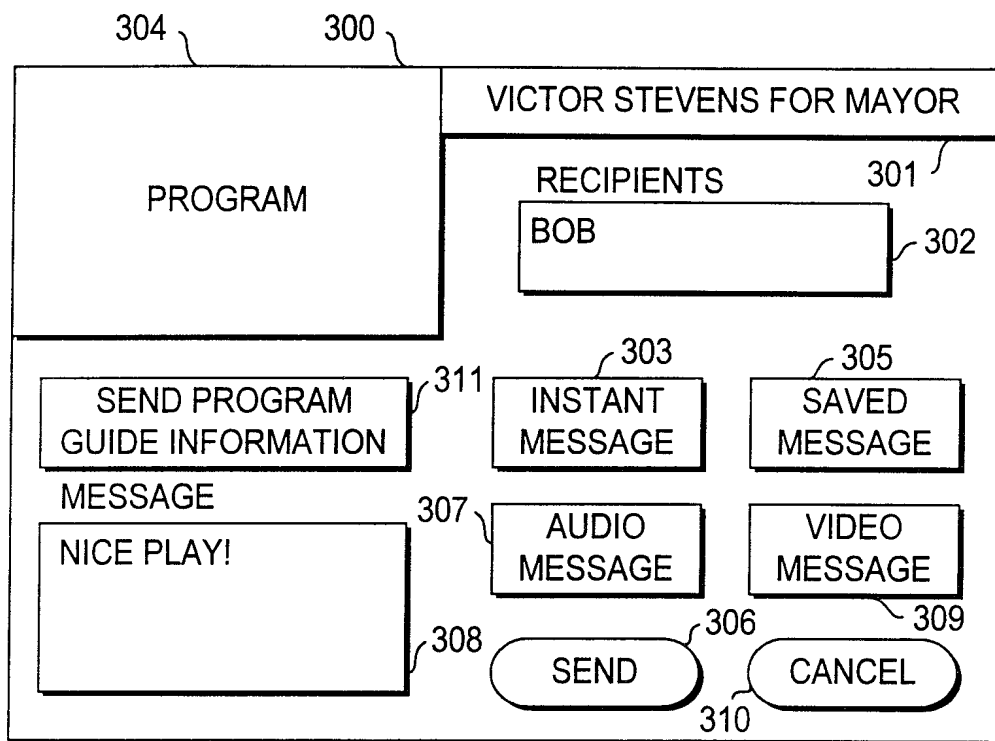 304
300
PROGRAM
VICTOR STEVENS FOR MAYOR
301
RECIPIENTS
BOB
302
SEND PROGRAM
GUIDE INFORMATION
311
303
INSTANT
MESSAGE
305
SAVED
MESSAGE
MESSAGE
NICE PLAY!
308
307
AUDIO
MESSAGE
VIDEO
MESSAGE
309
306
SEND
CANCEL
310